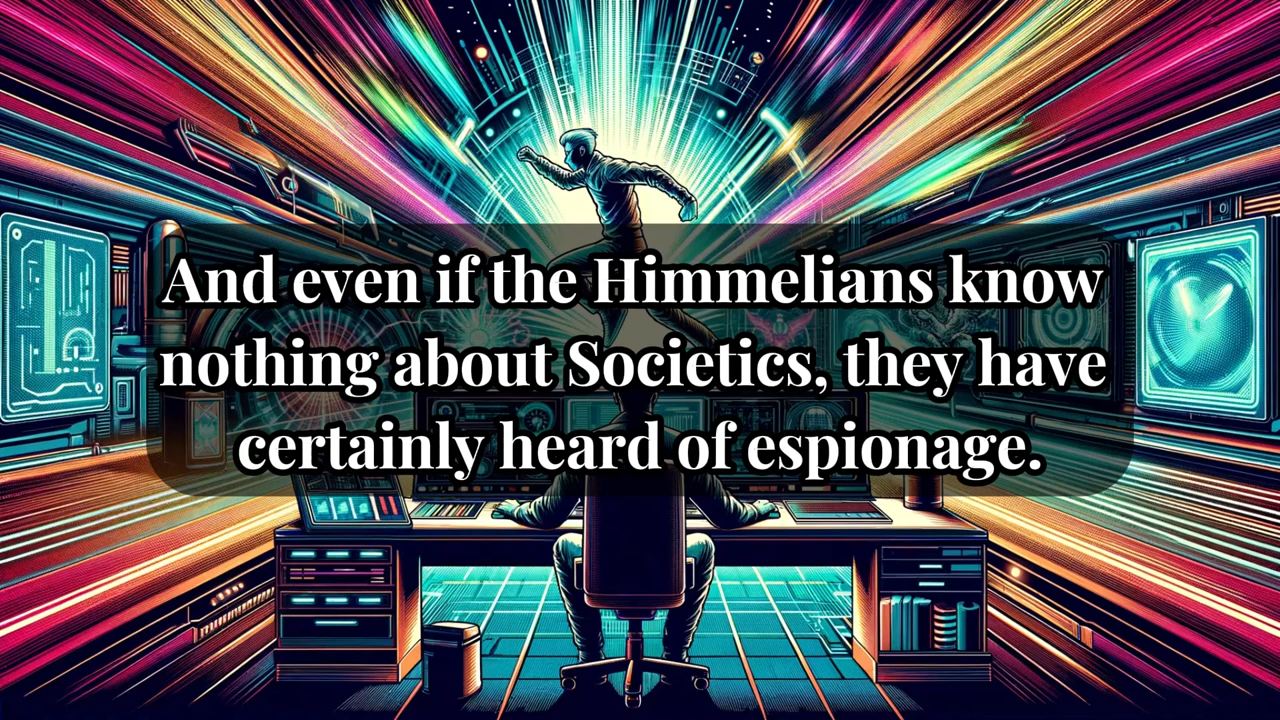 And even if the Himmelians know
nothing about Societics, they have
certainly heard of espionage.